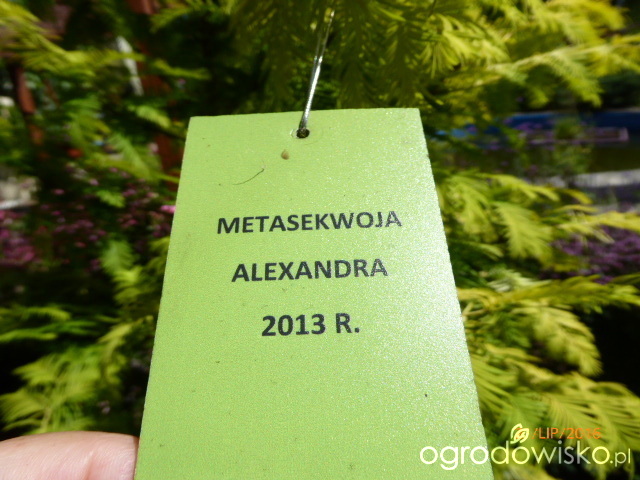 METASEKWOJA
ALEXANDRA
2013 R.
/LIP/2016
ogrodowisko.pl